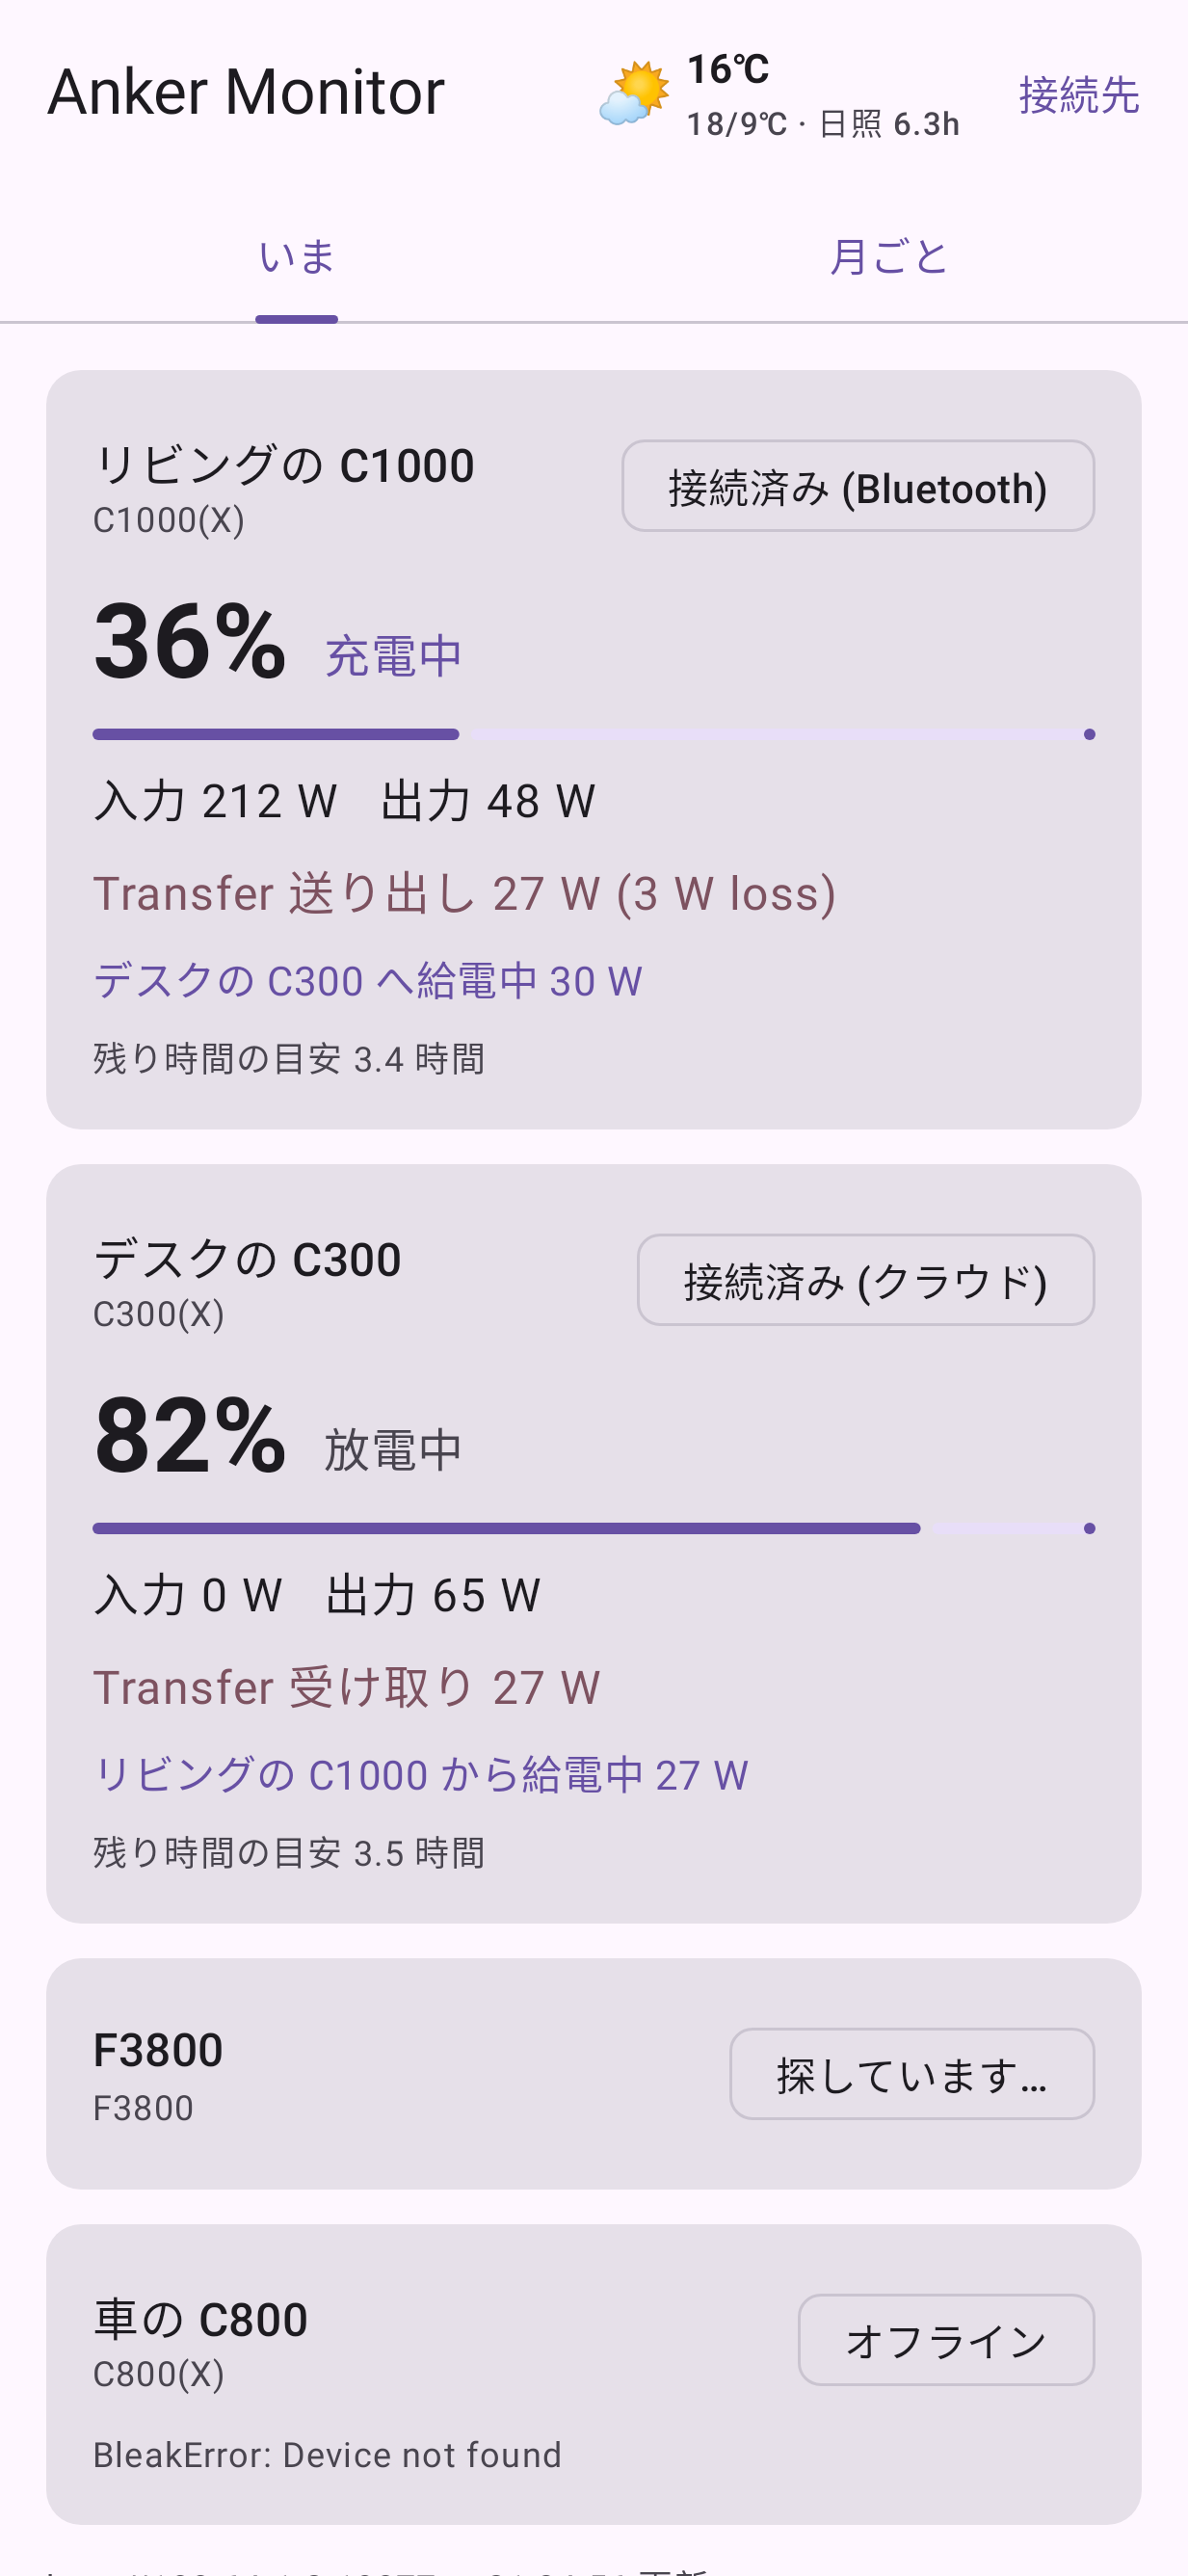 Anker Monitor
16℃
18/9℃ · 日照 6.3h
接続先
いま
月ごと
リビングの C1000
C1000(X)
接続済み (Bluetooth)
36%
充電中
入力 212 W 出力 48 W
Transfer 送り出し 27 W (3 W loss)
デスクの C300 へ給電中 30 W
残り時間の目安 3.4 時間
デスクの C300
C300(X)
接続済み (クラウド)
82%
放電中
入力 0 W 出力 65 W
Transfer 受け取り 27 W
リビングの C1000 から給電中 27 W
残り時間の目安 3.5 時間
F3800
F3800
探しています…
車の C800
C800(X)
オフライン
BleakError: Device not found
更新